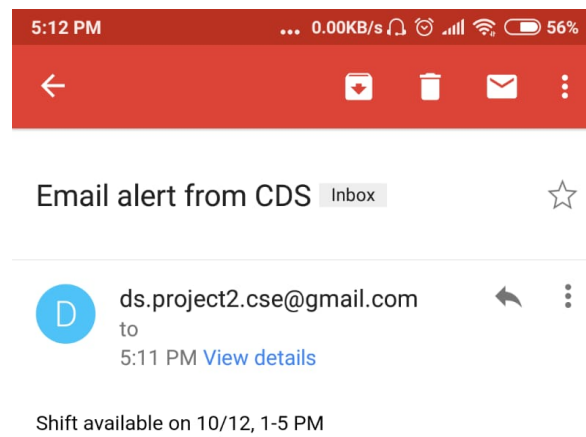 5:12 PM ... 0.00KB/s 56%
Email alert from CDS Inbox
D
ds.project2.cse@gmail.com
to
5:11 PM View details
Shift available on 10/12, 1-5 PM